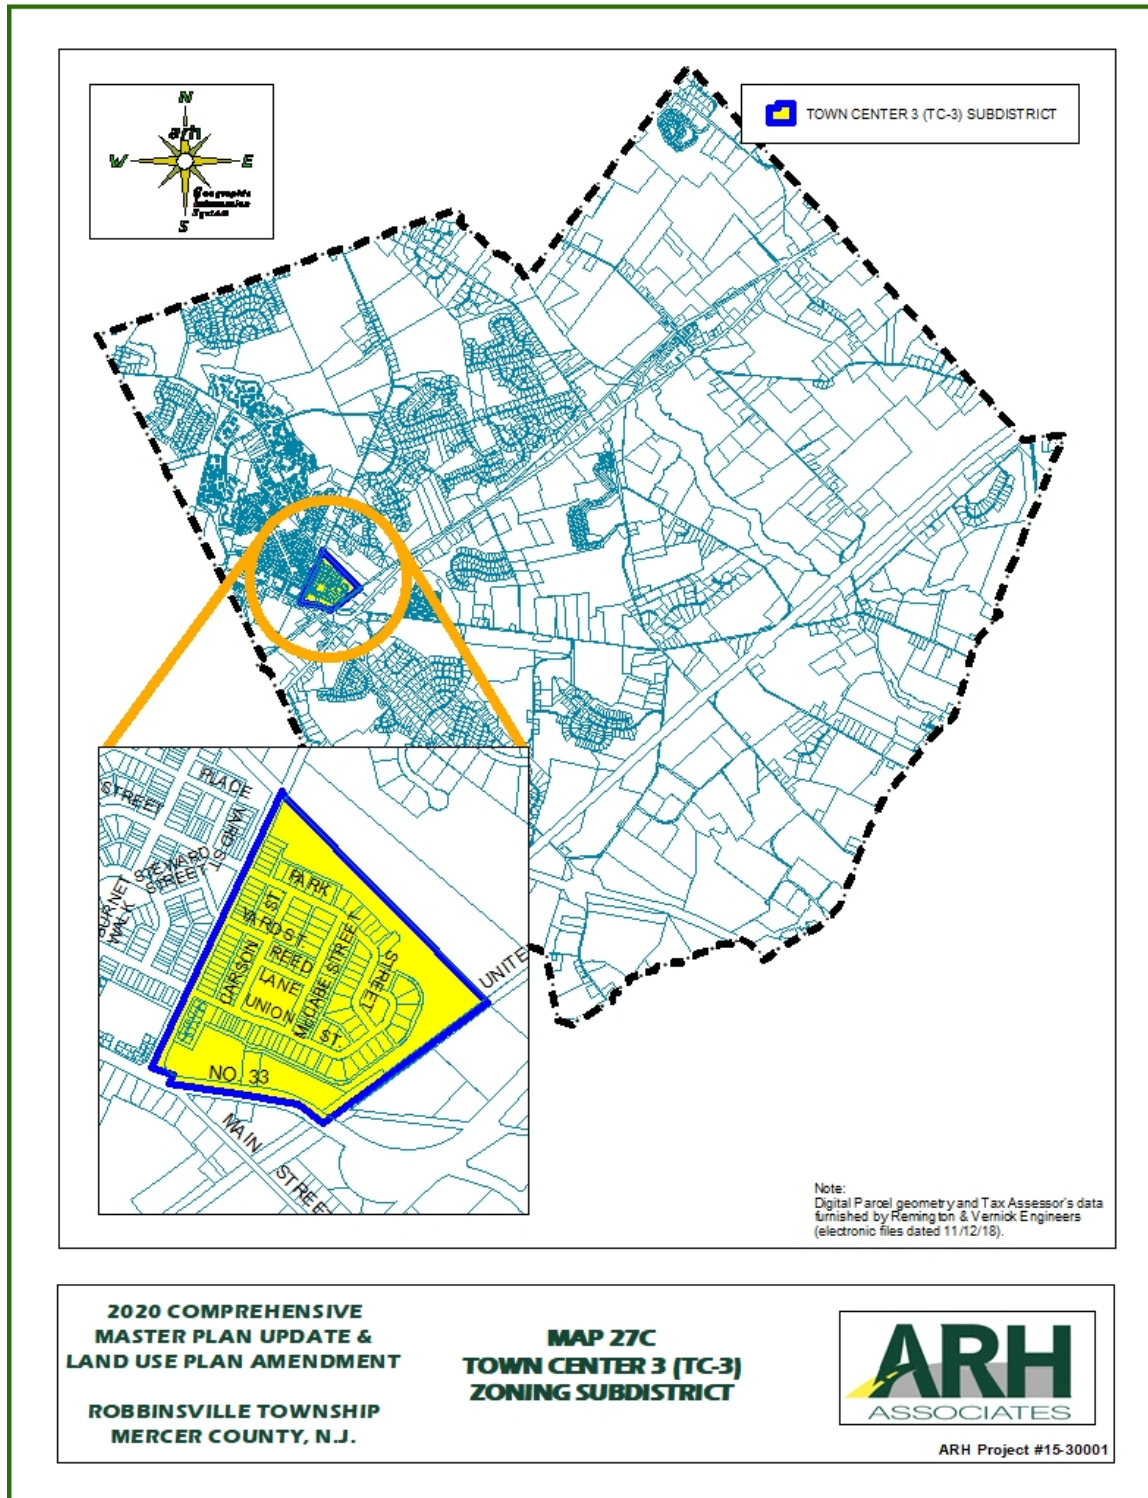 N
arh
W E
Geographic
Information
System
S
TOWN CENTER 3 (TC-3) SUBDISTRICT
PLACE
STREET
YARD ST.
STEWARD
STREET
BURNET
WALK
PARK
ST.
YARD ST.
CARSON
REED
LANE
McCABE STREET
STREET
UNION
ST.
UNITE
NO. 33
MAIN
STREE
Note:
Digital Parcel geometry and Tax Assessor's data
furnished by Remington & Vernick Engineers
(electronic files dated 11/12/18).
2020 COMPREHENSIVE
MASTER PLAN UPDATE &
LAND USE PLAN AMENDMENT
ROBBINSVILLE TOWNSHIP
MERCER COUNTY, N.J.
MAP 27C
TOWN CENTER 3 (TC-3)
ZONING SUBDISTRICT
ARH
ASSOCIATES
ARH Project #15-30001